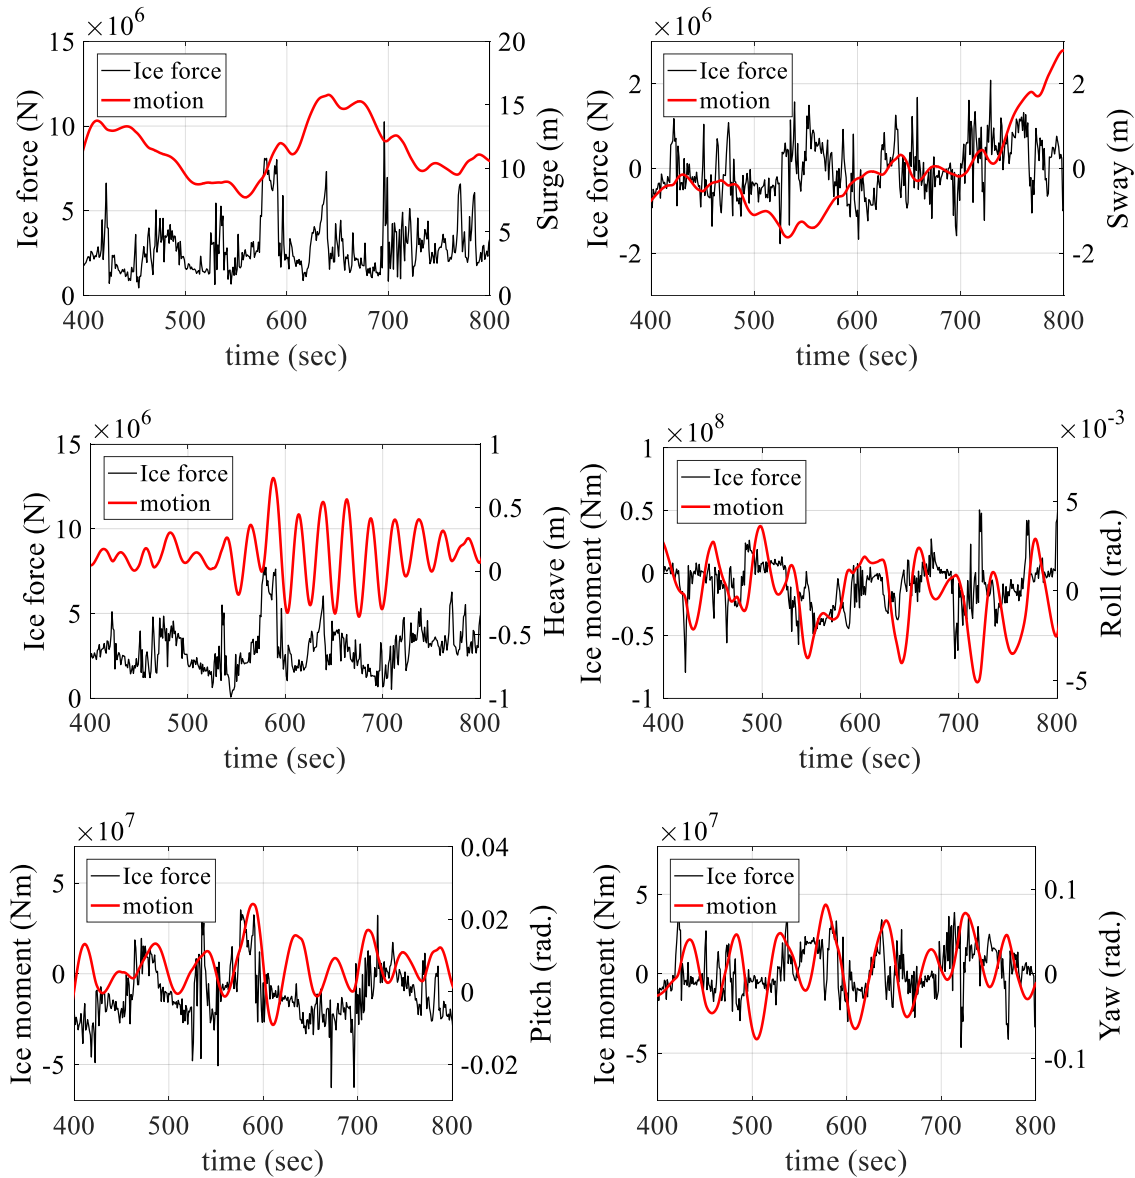 ×10^6
15
10
5
0
Ice force (N)
20
15
10
5
0
Surge (m)
Ice force
motion
400 500 600 700 800
time (sec)
×10^6
2
0
-2
Ice force (N)
2
0
-2
Sway (m)
Ice force
motion
400 500 600 700 800
time (sec)
×10^6
15
10
5
0
Ice force (N)
1
0.5
0
-0.5
-1
Heave (m)
Ice force
motion
400 500 600 700 800
time (sec)
×10^8
1
0.5
0
-0.5
-1
Ice moment (Nm)
×10^-3
5
0
-5
Roll (rad.)
Ice force
motion
400 500 600 700 800
time (sec)
×10^7
5
0
-5
Ice moment (Nm)
0.04
0.02
0
-0.02
Pitch (rad.)
Ice force
motion
400 500 600 700 800
time (sec)
×10^7
5
0
-5
Ice moment (Nm)
0.1
0
-0.1
Yaw (rad.)
Ice force
motion
400 500 600 700 800
time (sec)